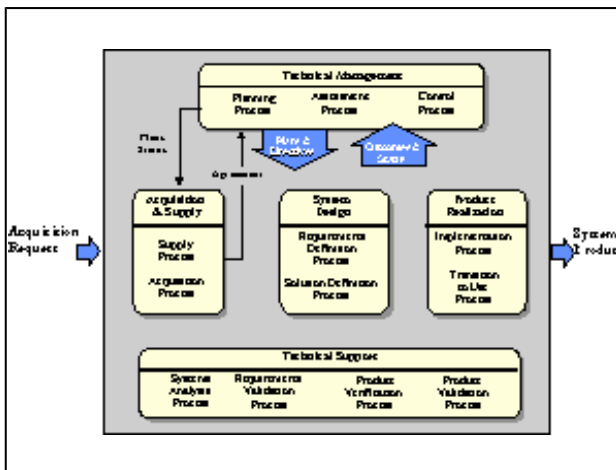 Technical Management
Planning
Process
Assessment
Process
Control
Process
Plans &
Directives
Outcomes &
Status
Agreement
Acquisition
Request
Acquisition
& Supply
Supply
Process
Acquisition
Process
System
Design
Requirements
Definition
Process
Solution Definition
Process
Product
Realization
Implementation
Process
Transition
to Use
Process
System
Technical Support
Systems
Analysis
Process
Requirements
Validation
Process
Product
Verification
Process
Product
Validation
Process